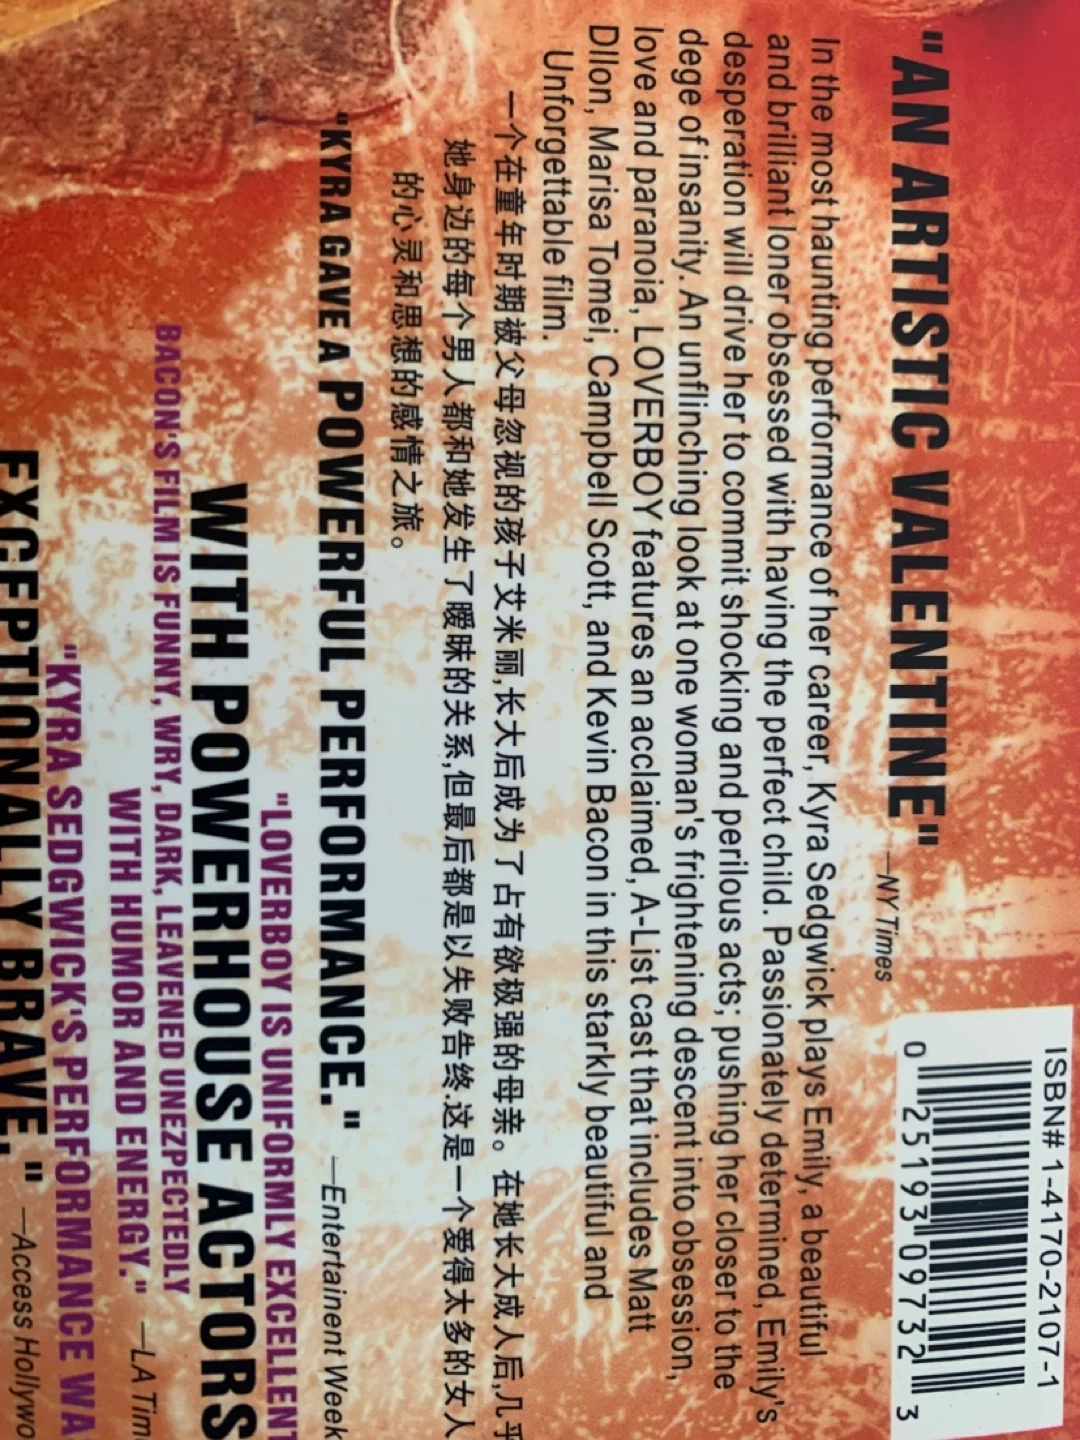 "AN ARTISTIC VALENTINE"
—NY Times
In the most haunting performance of her career, Kyra Sedgwick plays Emily, a beautiful
and brilliant loner obsessed with having the perfect child. Passionately determined, Emily's
desperation will drive her to commit shocking and perilous acts; pushing her closer to the
dege of insanity. An unflinching look at one woman's frightening descent into obsession,
love and paranoia, LOVERBOY features an acclaimed, A-List cast that includes Matt
Dllon, Marisa Tomei, Campbell Scott, and Kevin Bacon in this starkly beautiful and
Unforgettable film.
一个在童年时期被父母忽视的孩子艾米丽,长大后成为了占有欲极强的母亲。在她长大成人后,几乎
她身边的每个男人都和她发生了暧昧的关系,但最后都是以失败告终.这是一个爱得太多的女人
的心灵和思想的感情之旅。
"KYRA GAVE A POWERFUL PERFORMANCE." —Entertainent Week
"LOVERBOY IS UNIFORMLY EXCELLENT
WITH POWERHOUSE ACTORS
BACON'S FILM IS FUNNY, WRY, DARK, LEAVENED UNEZPECTEDLY
WITH HUMOR AND ENERGY." —LA Tim
"KYRA SEDGWICK'S PERFORMANCE WA
EXCEPTIONALLY BRAVE." —Access Hollywo
ISBN# 1-4170-2107-1
0 25193 09732 3